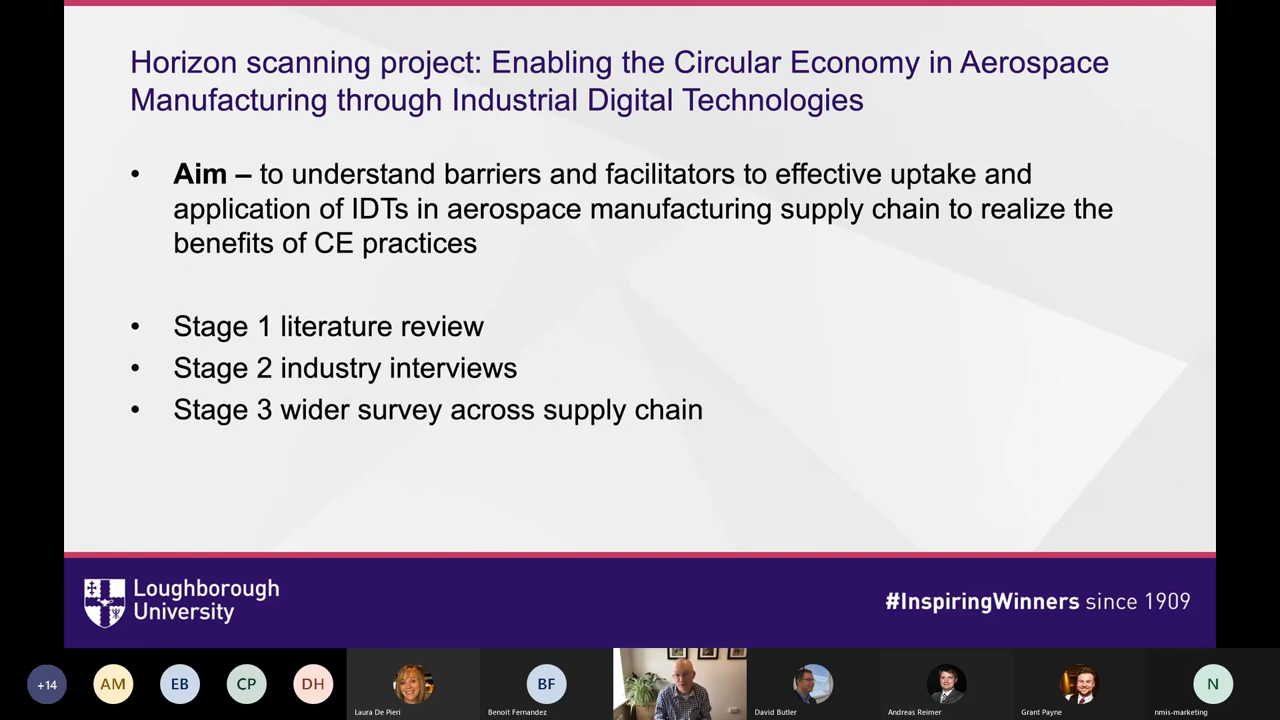 Horizon scanning project: Enabling the Circular Economy in Aerospace
Manufacturing through Industrial Digital Technologies
• Aim – to understand barriers and facilitators to effective uptake and
application of IDTs in aerospace manufacturing supply chain to realize the
benefits of CE practices
• Stage 1 literature review
• Stage 2 industry interviews
• Stage 3 wider survey across supply chain
Loughborough
University
#InspiringWinners since 1909
+14
AM
EB
CP
DH
BF
N
Laura De Pieri
Benoit Fernandez
David Butler
Andreas Reimer
Grant Payne
nmis-marketing